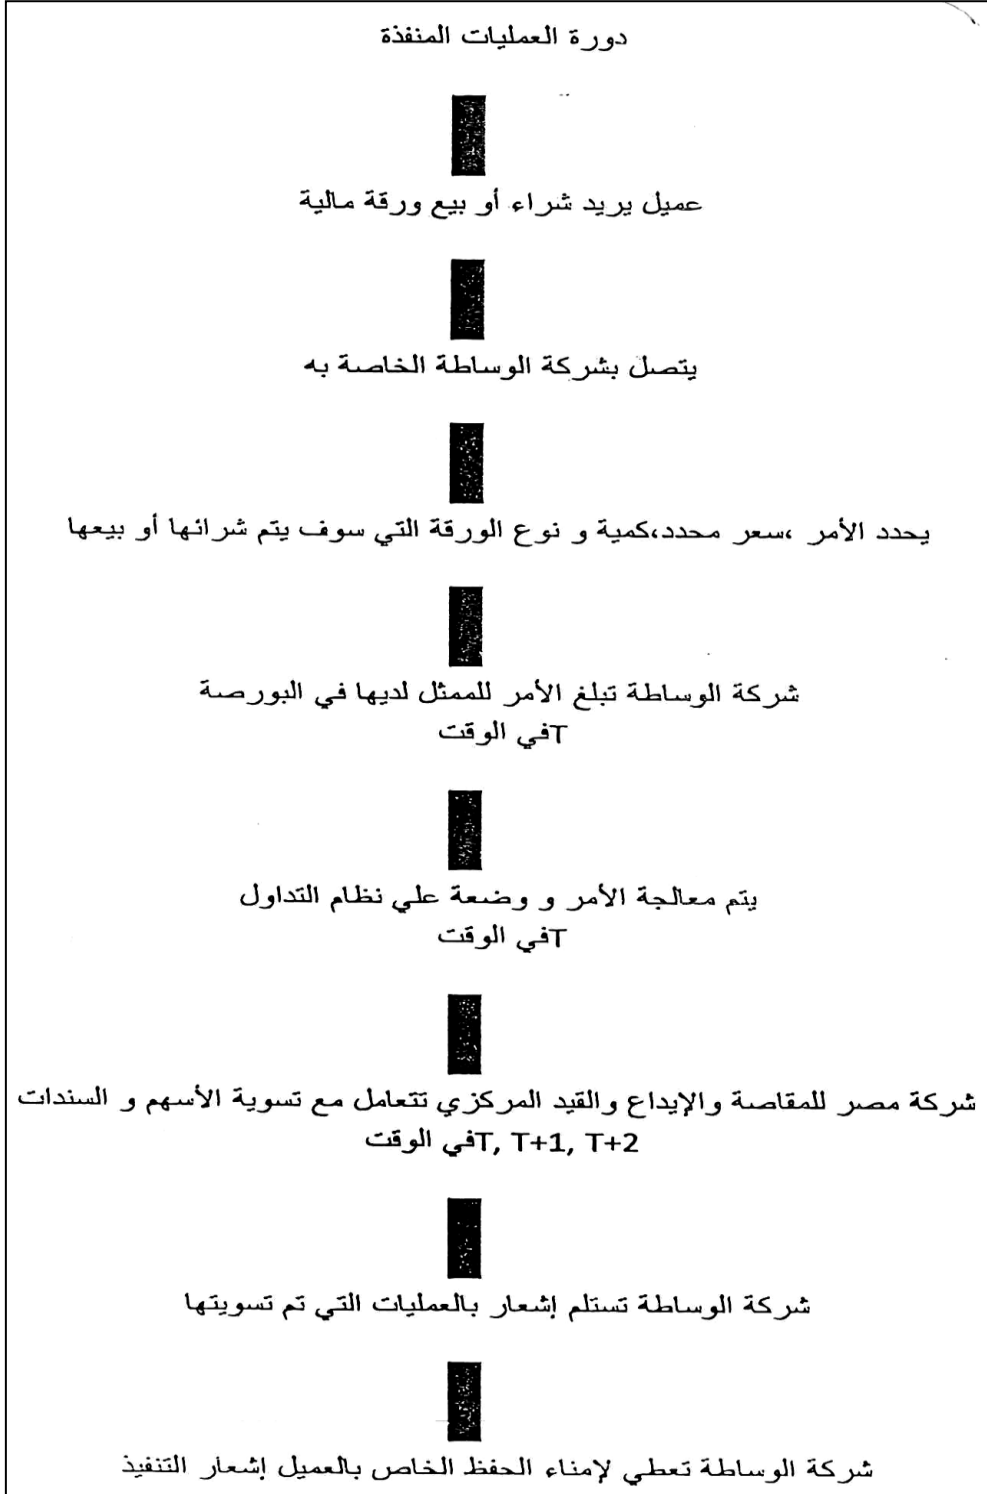 دورة العمليات المنفذة
عميل يريد شراء أو بيع ورقة مالية
يتصل بشركة الوساطة الخاصة به
يحدد الأمر ،سعر محدد،كمية و نوع الورقة التي سوف يتم شرائها أو بيعها
شركة الوساطة تبلغ الأمر للممثل لديها في البورصة
Tفي الوقت
يتم معالجة الأمر و وضعة علي نظام التداول
Tفي الوقت
شركة مصر للمقاصة والإيداع والقيد المركزي تتعامل مع تسوية الأسهم و السندات
T, T+1, T+2في الوقت
شركة الوساطة تستلم إشعار بالعمليات التي تم تسويتها
شركة الوساطة تعطي لإمناء الحفظ الخاص بالعميل إشعار التنفيذ